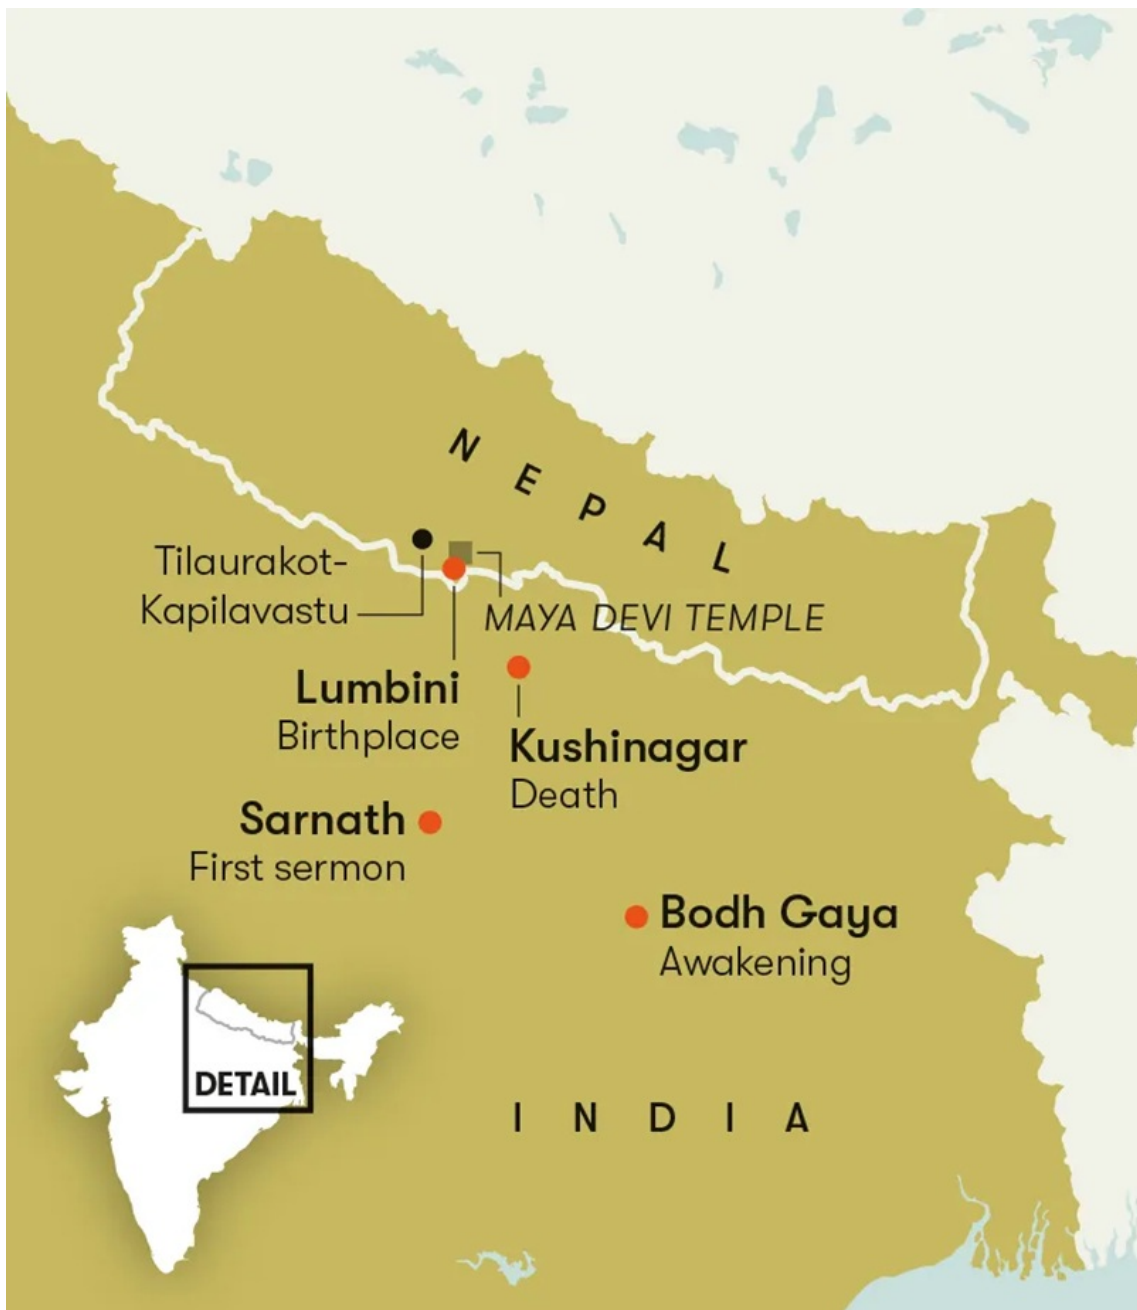 NEPAL
Tilaurakot-
Kapilavastu
MAYA DEVI TEMPLE
Lumbini
Birthplace
Kushinagar
Death
Sarnath
First sermon
Bodh Gaya
Awakening
DETAIL
INDIA